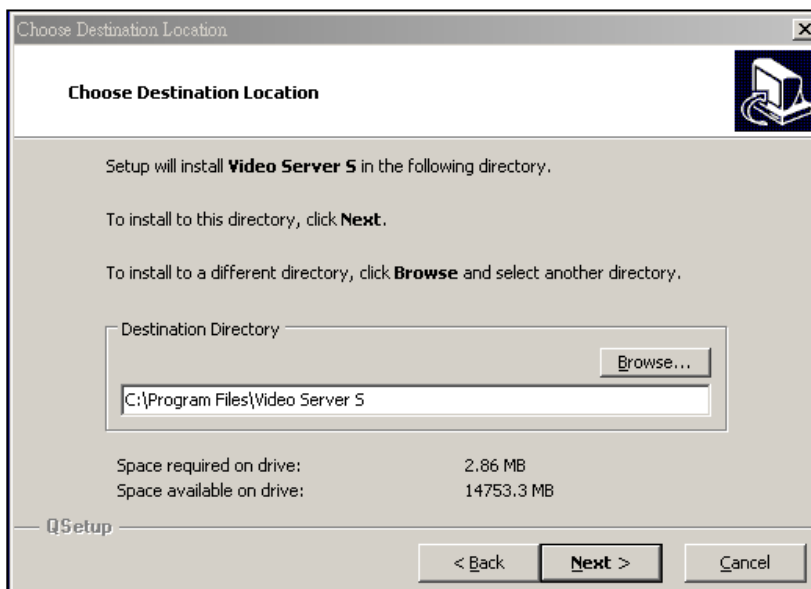 Choose Destination Location
Choose Destination Location
Setup will install Video Server S in the following directory.
To install to this directory, click Next.
To install to a different directory, click Browse and select another directory.
Destination Directory
Browse...
C:\Program Files\Video Server S
Space required on drive: 2.86 MB
Space available on drive: 14753.3 MB
QSetup
< Back Next > Cancel